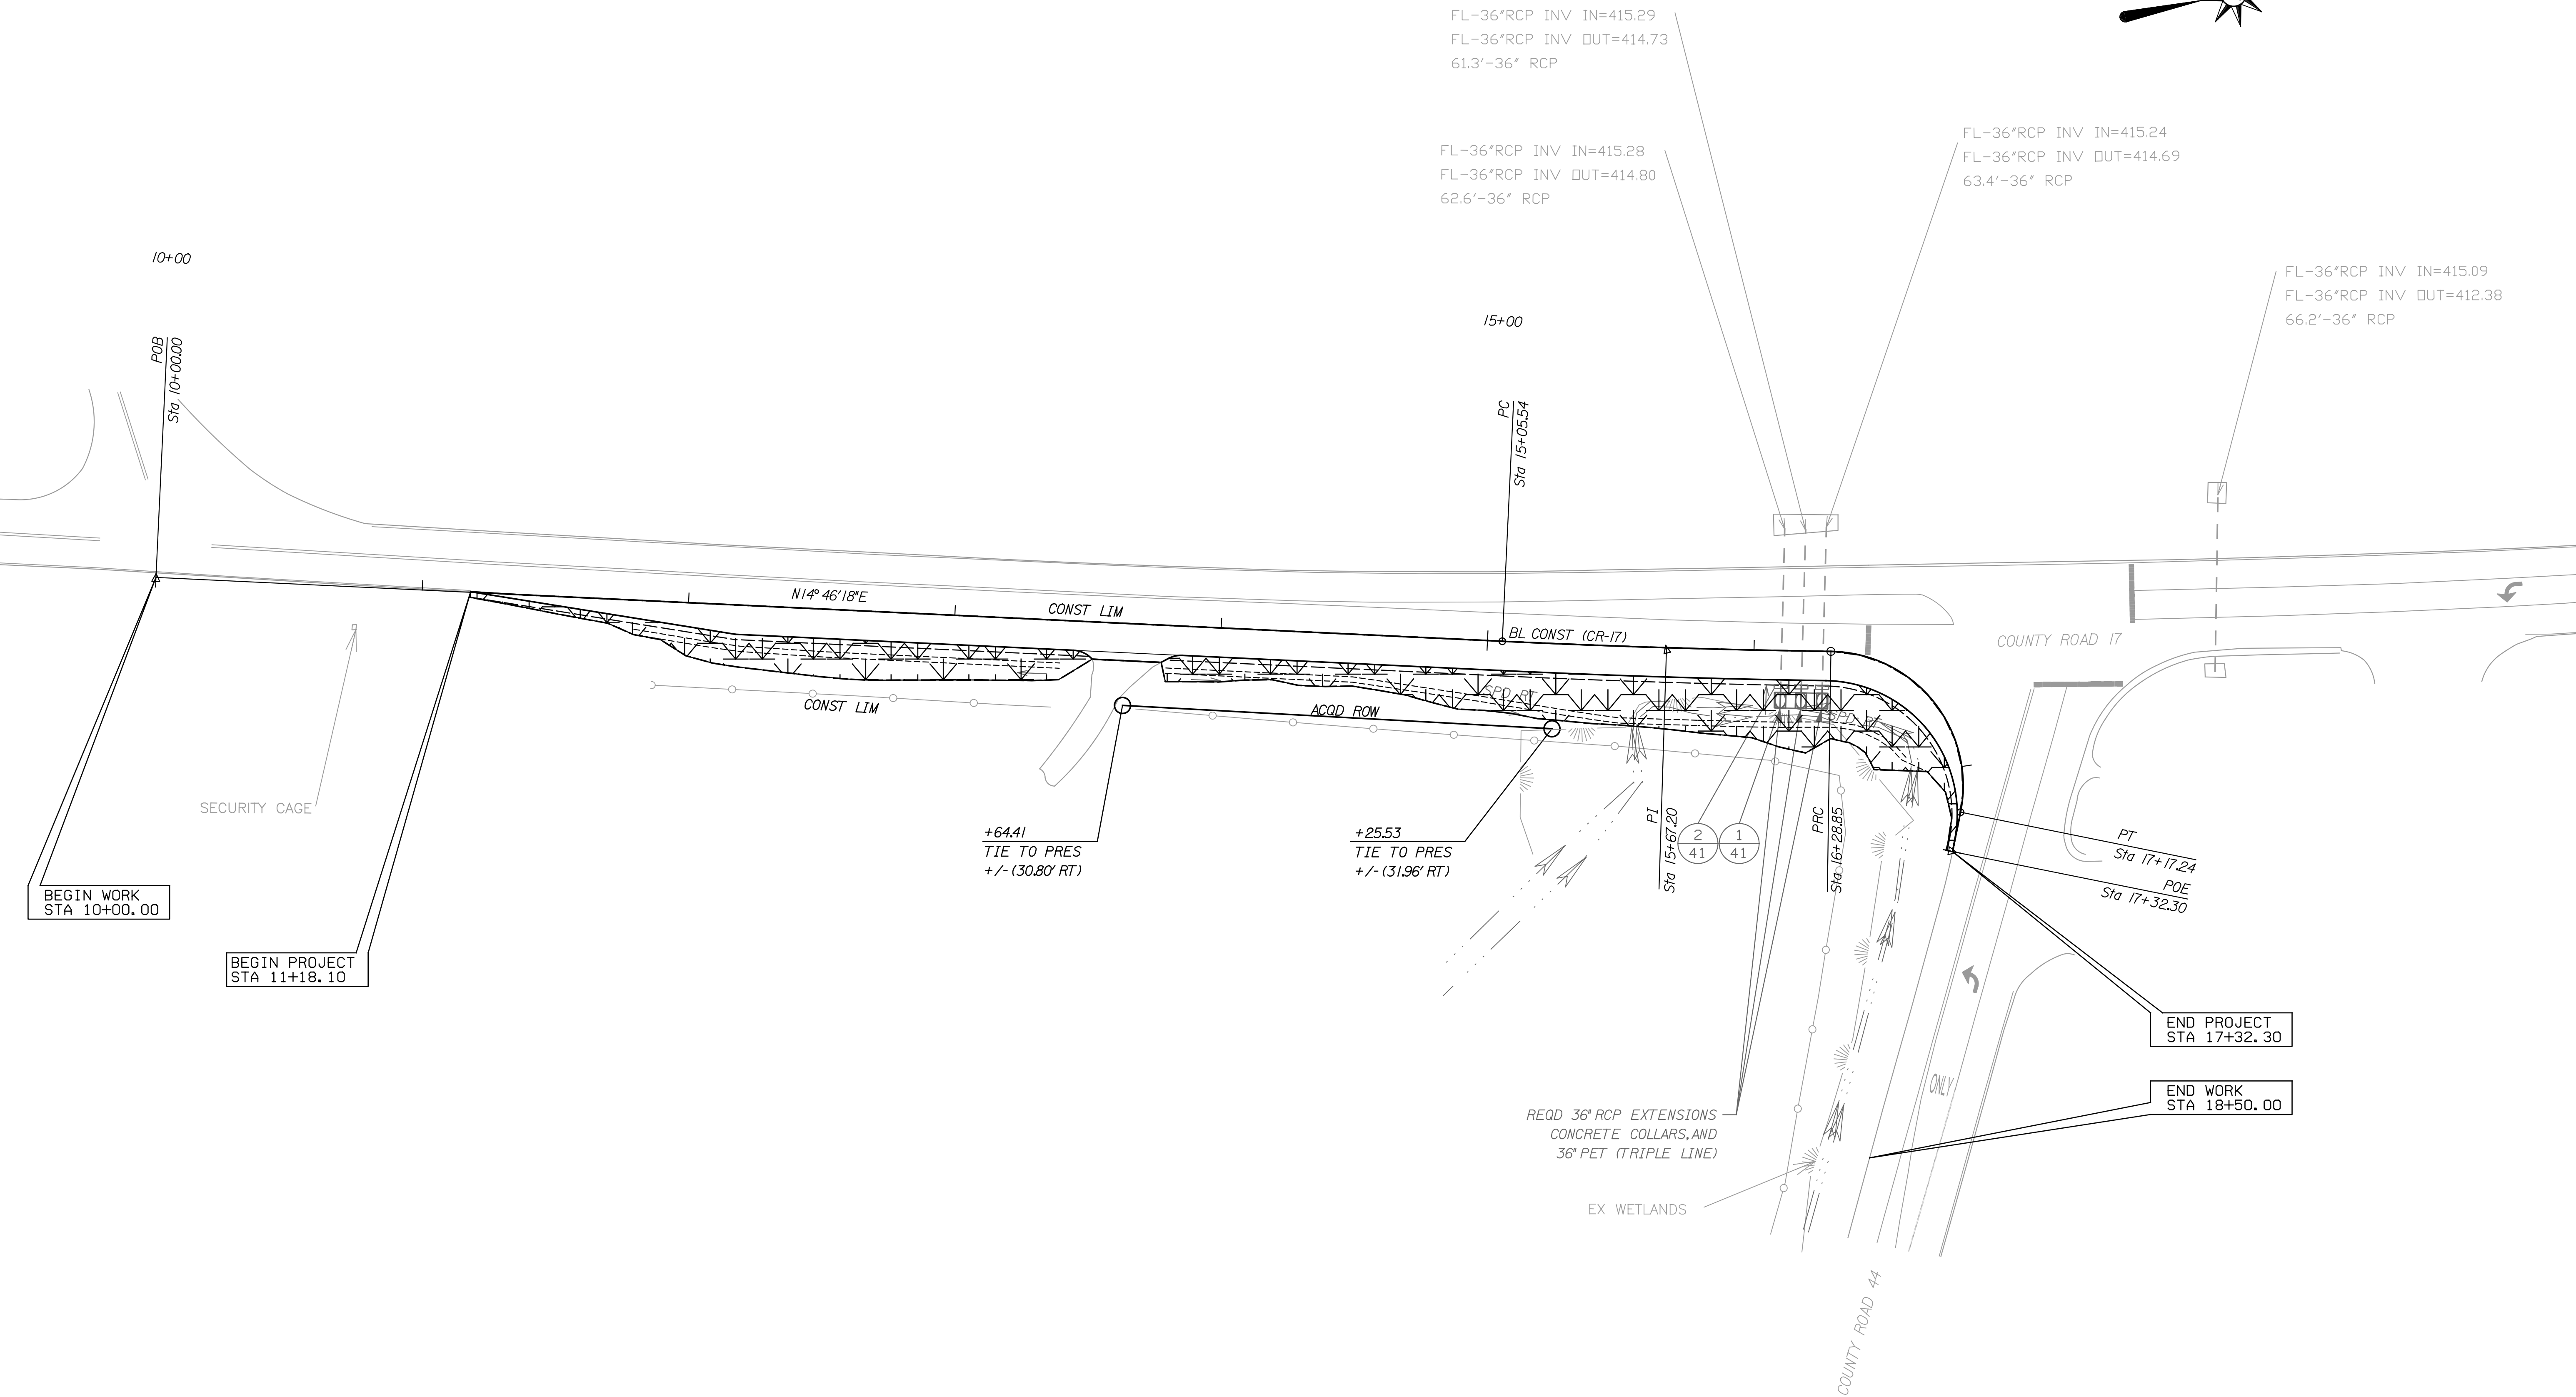 FL-36"RCP INV IN=415.29
FL-36"RCP INV OUT=414.73
61.3'-36" RCP
FL-36"RCP INV IN=415.28
FL-36"RCP INV OUT=414.80
62.6'-36" RCP
FL-36"RCP INV IN=415.24
FL-36"RCP INV OUT=414.69
63.4'-36" RCP
FL-36"RCP INV IN=415.09
FL-36"RCP INV OUT=412.38
66.2'-36" RCP
10+00
15+00
POB
Sta 10+00.00
PC
Sta 15+05.54
N14° 46'18"E
CONST LIM
BL CONST (CR-17)
COUNTY ROAD 17
SPD RT
SPD RT
CONST LIM
ACQD ROW
SECURITY CAGE
+64.41
TIE TO PRES
+/-(30.80' RT)
+25.53
TIE TO PRES
+/-(31.96' RT)
PI
Sta 15+67.20
2
41
1
41
PRC
Sta 16+28.85
PT
Sta 17+17.24
POE
Sta 17+32.30
BEGIN WORK
STA 10+00.00
BEGIN PROJECT
STA 11+18.10
END PROJECT
STA 17+32.30
END WORK
STA 18+50.00
ONLY
REQD 36" RCP EXTENSIONS
CONCRETE COLLARS,AND
36" PET (TRIPLE LINE)
EX WETLANDS
COUNTY ROAD 44